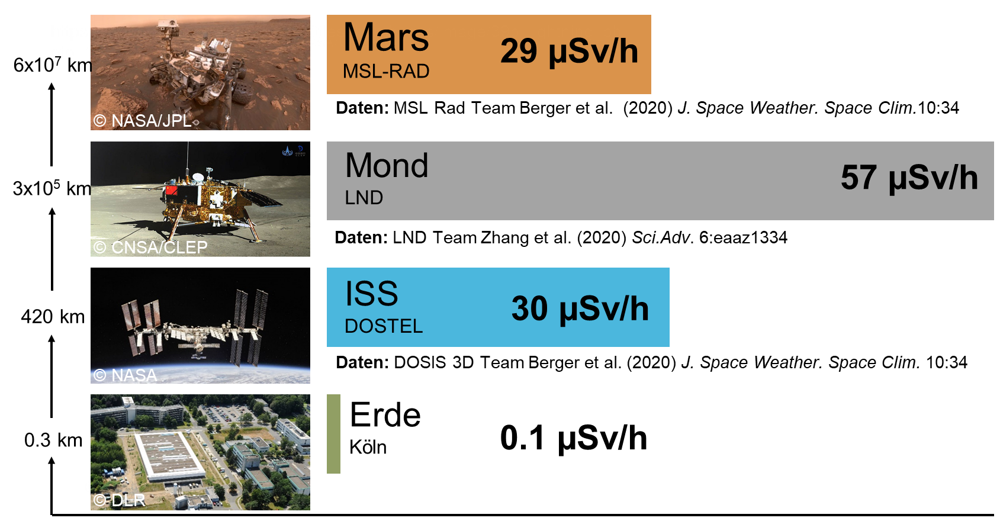 6x10⁷ km
© NASA/JPL
Mars
MSL-RAD
29 µSv/h
Daten: MSL Rad Team Berger et al. (2020) J. Space Weather. Space Clim.10:34
3x10⁵ km
© CNSA/CLEP
Mond
LND
57 µSv/h
Daten: LND Team Zhang et al. (2020) Sci.Adv. 6:eaaz1334
420 km
© NASA
ISS
DOSTEL
30 µSv/h
Daten: DOSIS 3D Team Berger et al. (2020) J. Space Weather. Space Clim. 10:34
0.3 km
© DLR
Erde
Köln
0.1 µSv/h